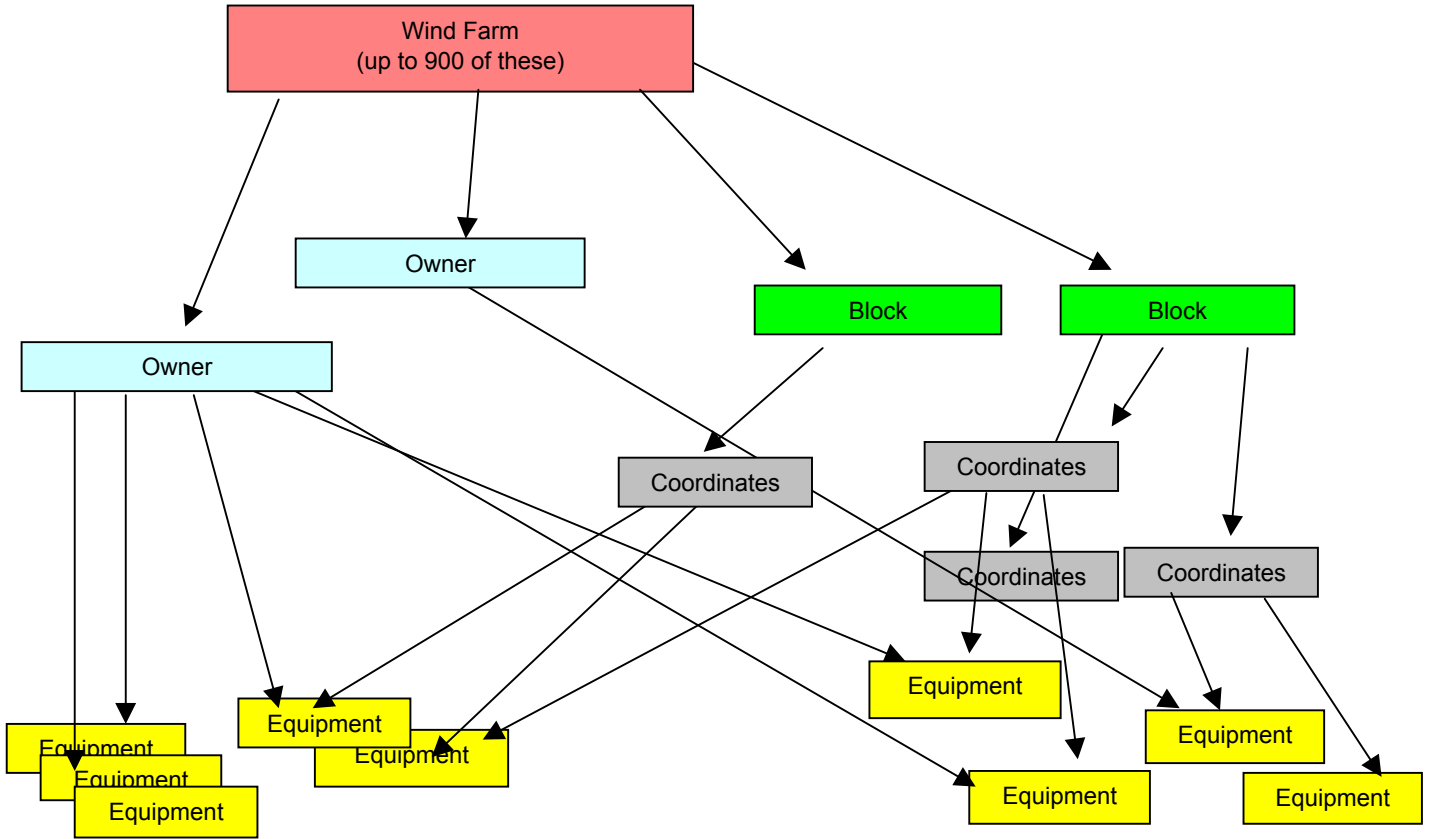 Wind Farm
(up to 900 of these)
Owner
Block
Block
Owner
Coordinates
Coordinates
Coordinates
Coordinates
Equipment
Equipment
Equipment
Equipment
Equipment
Equipment
Equipment
Equipment
Equipment